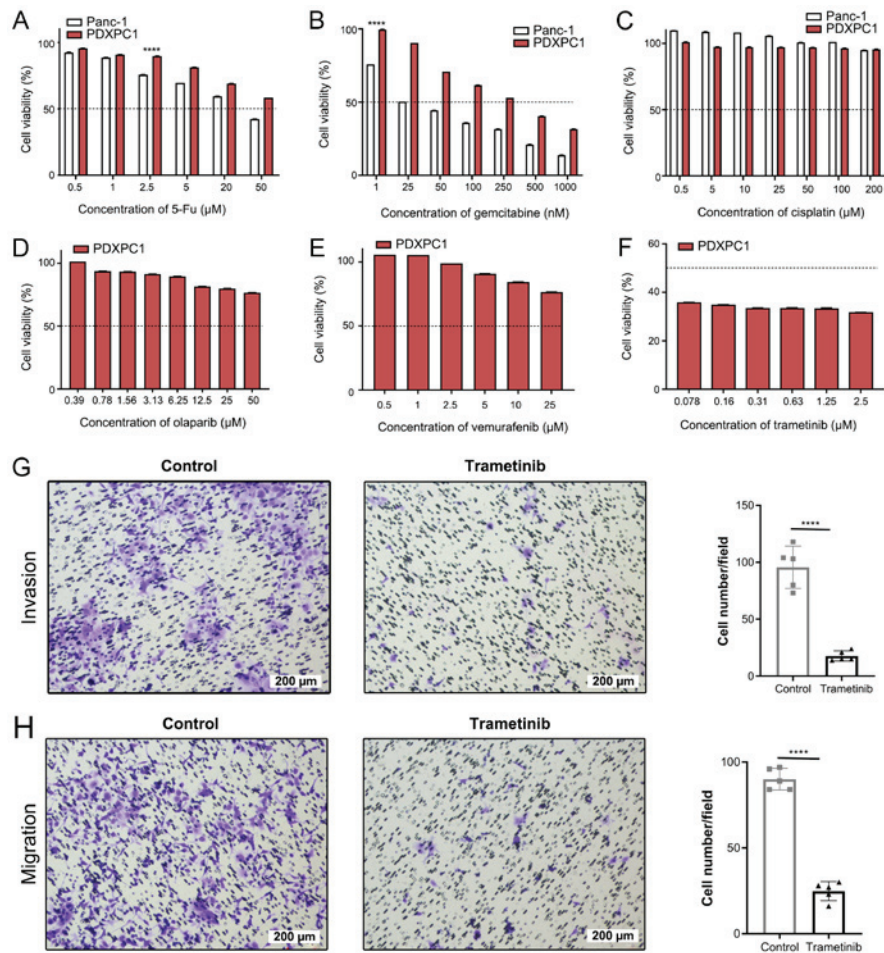 A
Panc-1
PDXPC1
****
Cell viability (%)
100
50
0
0.5 1 2.5 5 20 50
Concentration of 5-Fu (µM)
B
Panc-1
PDXPC1
****
Cell viability (%)
100
50
0
1 25 50 100 250 500 1000
Concentration of gemcitabine (nM)
C
Panc-1
PDXPC1
Cell viability (%)
100
50
0
0.5 5 10 25 50 100 200
Concentration of cisplatin (µM)
D
PDXPC1
Cell viability (%)
100
50
0
0.39 0.78 1.56 3.13 6.25 12.5 25 50
Concentration of olaparib (µM)
E
PDXPC1
Cell viability (%)
100
50
0
0.5 1 2.5 5 10 25
Concentration of vemurafenib (µM)
F
PDXPC1
Cell viability (%)
60
40
20
0
0.078 0.16 0.31 0.63 1.25 2.5
Concentration of trametinib (µM)
G
Control
Trametinib
Invasion
200 µm
200 µm
Cell number/field
150
100
50
0
****
Control Trametinib
H
Control
Trametinib
Migration
200 µm
200 µm
Cell number/field
100
50
0
****
Control Trametinib